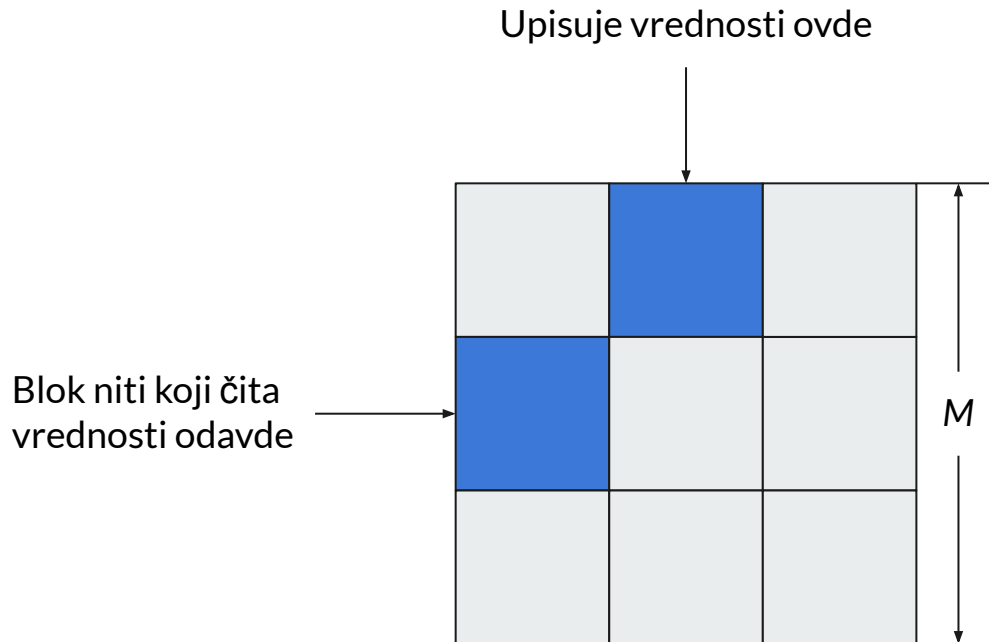 Upisuje vrednosti ovde
Blok niti koji čita
vrednosti odavde
M